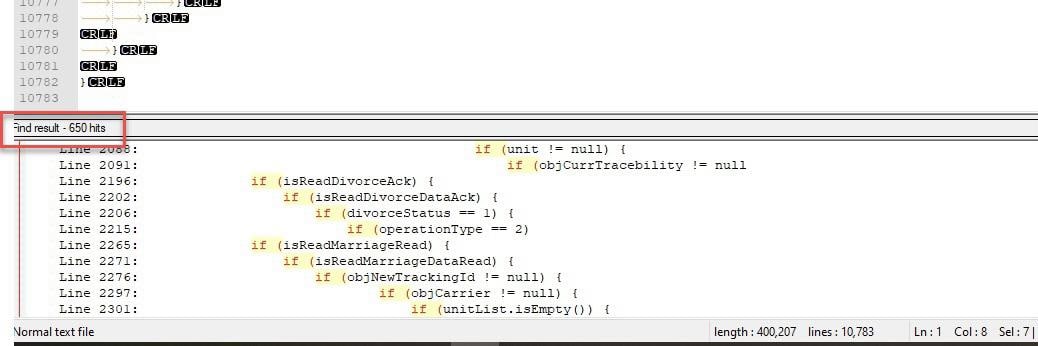 10777 }CRLF
10778 }CRLF
10779 CRLF
10780 }CRLF
10781 CRLF
10782 }CRLF
10783
Find result - 650 hits
Line 2088: if (unit != null) {
Line 2091: if (objCurrTracebility != null
Line 2196: if (isReadDivorceAck) {
Line 2202: if (isReadDivorceDataAck) {
Line 2206: if (divorceStatus == 1) {
Line 2215: if (operationType == 2)
Line 2265: if (isReadMarriageRead) {
Line 2271: if (isReadMarriageDataRead) {
Line 2276: if (objNewTrackingId != null) {
Line 2297: if (objCarrier != null) {
Line 2301: if (unitList.isEmpty()) {
Normal text file length : 400,207 lines : 10,783 Ln : 1 Col : 8 Sel : 7 |